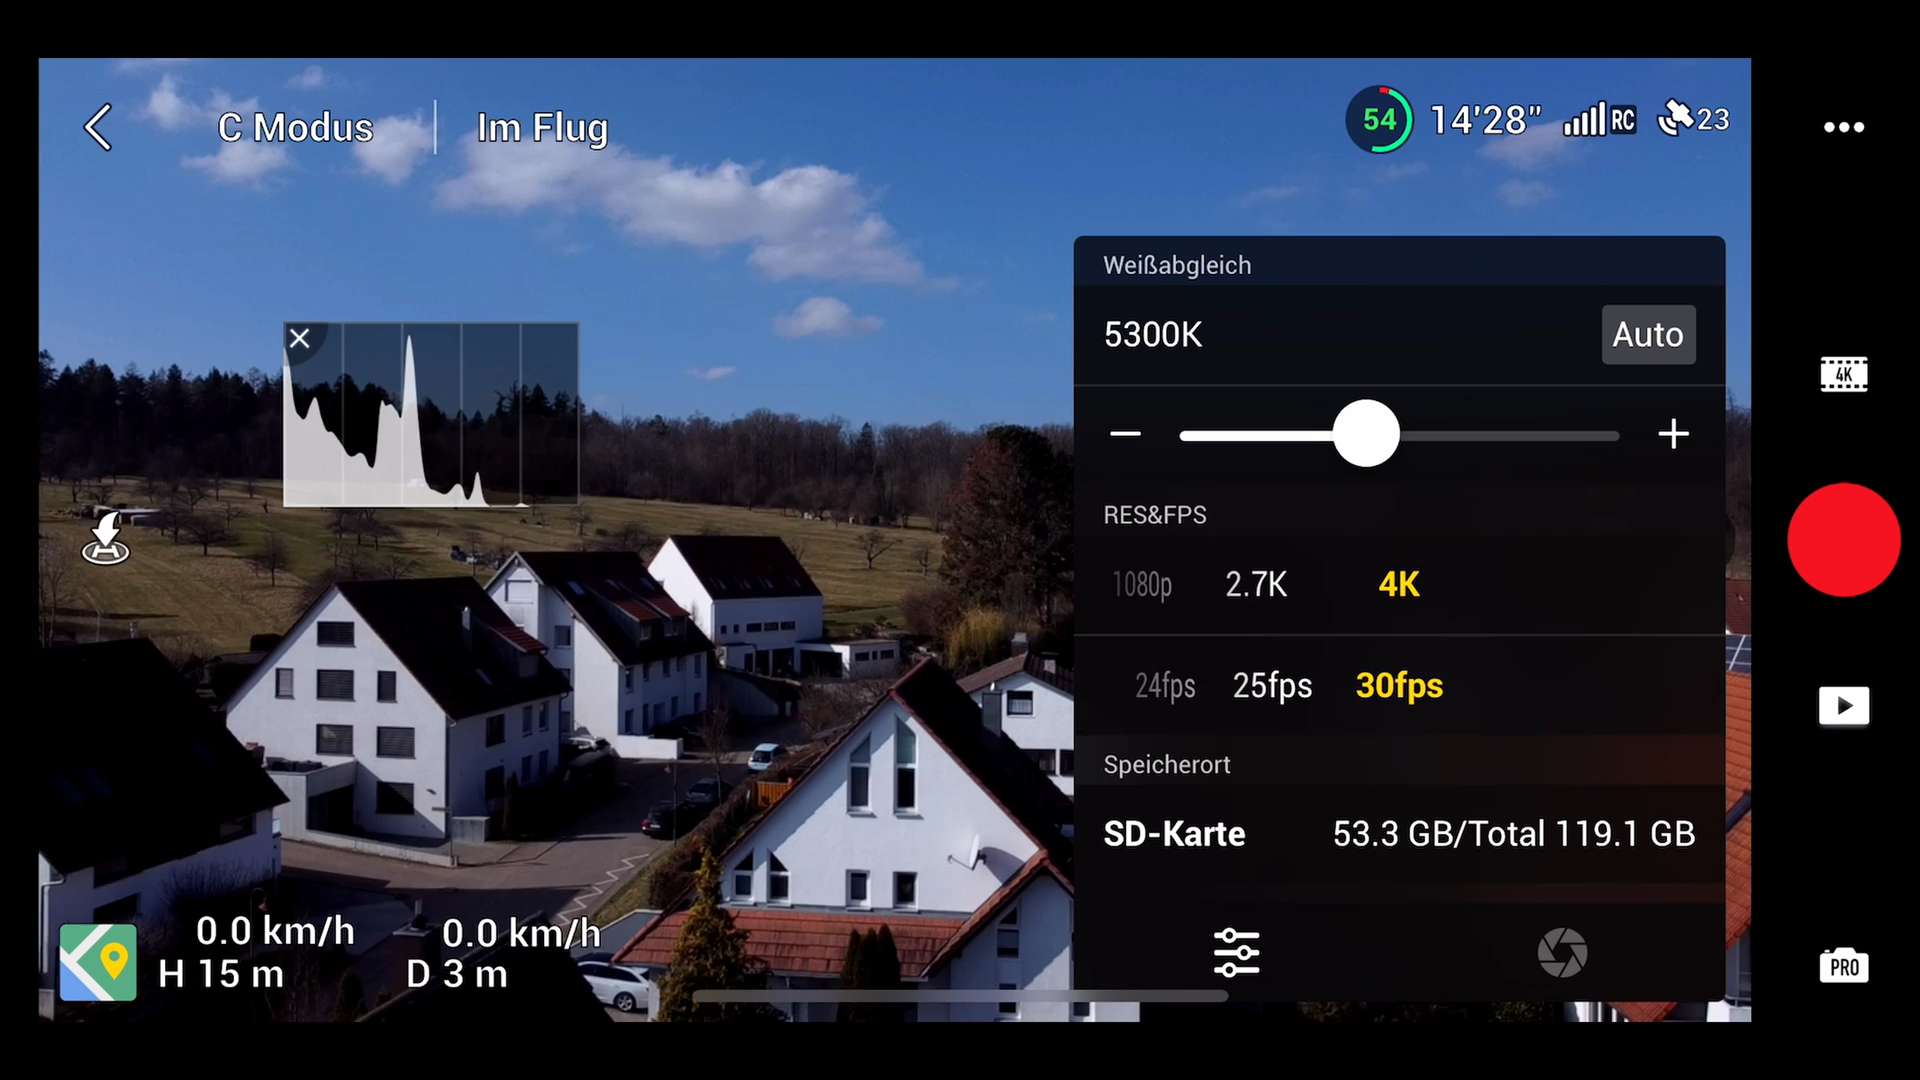 C Modus
Im Flug
54
14'28"
RC
23
Weißabgleich
5300K
Auto
RES&FPS
1080p 2.7K 4K
24fps 25fps 30fps
Speicherort
SD-Karte 53.3 GB/Total 119.1 GB
0.0 km/h 0.0 km/h
H 15 m D 3 m
4K
PRO